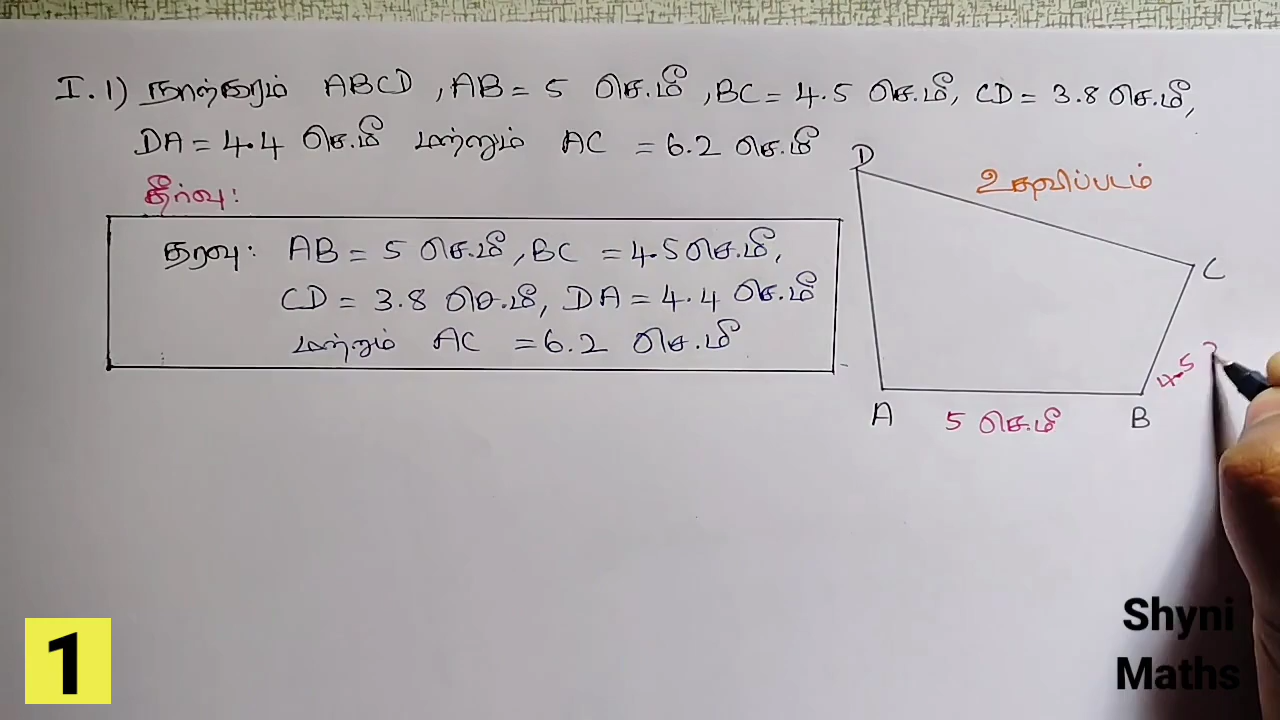 I. 1) நாற்கரம் ABCD , AB = 5 செ.மீ , BC = 4.5 செ.மீ, CD = 3.8 செ.மீ,
DA = 4.4 செ.மீ மற்றும் AC = 6.2 செ.மீ
தீர்வு:
தரவு: AB = 5 செ.மீ , BC = 4.5 செ.மீ,
CD = 3.8 செ.மீ, DA = 4.4 செ.மீ
மற்றும் AC = 6.2 செ.மீ
உதவிப்படம்
D
C
4.5
A
B
5 செ.மீ
Shyni
Maths
1